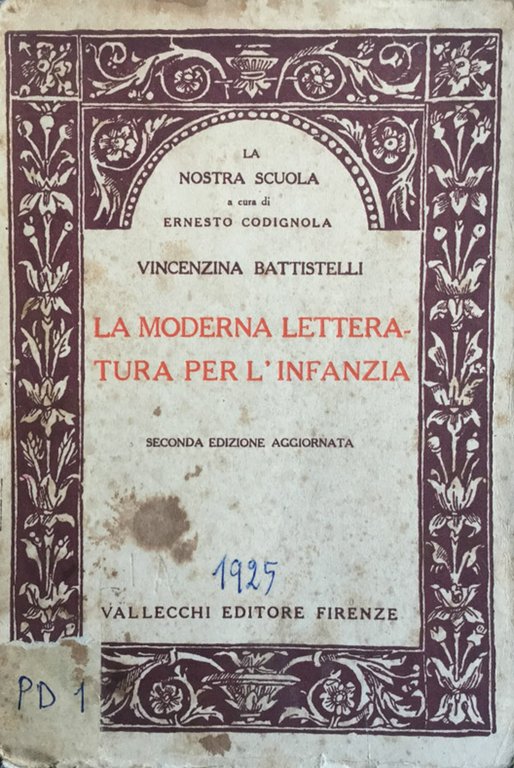 LA
NOSTRA SCUOLA
a cura di
ERNESTO CODIGNOLA
VINCENZINA BATTISTELLI
LA MODERNA LETTERA-
TURA PER L'INFANZIA
SECONDA EDIZIONE AGGIORNATA
1925
VALLECCHI EDITORE FIRENZE
PD 1